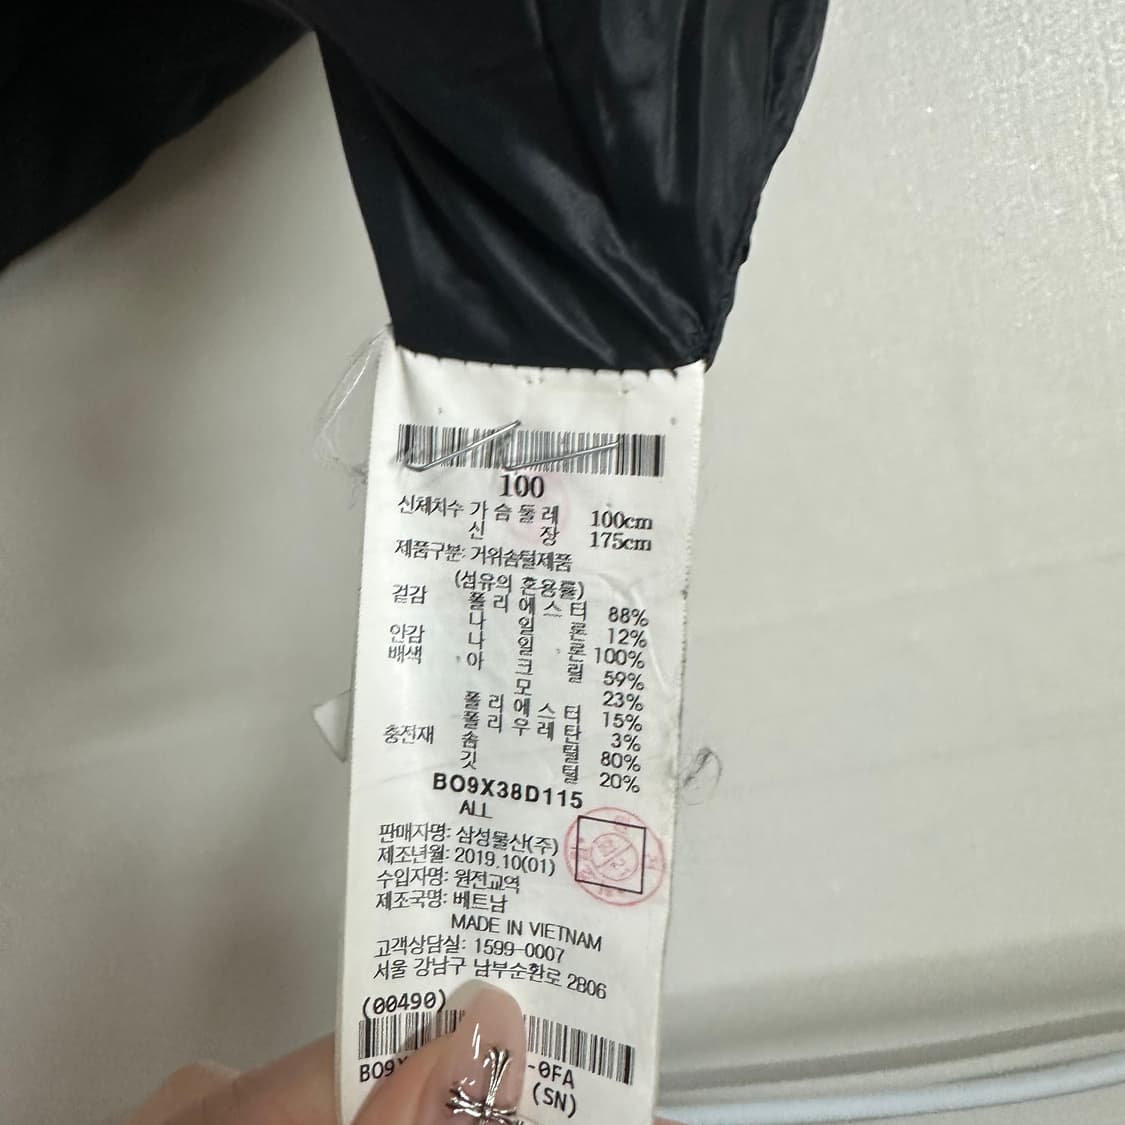 100
신체치수 가슴둘레 100cm
신장 175cm
제품구분: 거위솜털제품
(섬유의 혼용률)
겉감 폴리에스터 88%
나일론 12%
안감 나일론 100%
배색 아크릴 59%
모 23%
폴리에스터 15%
폴리우레탄 3%
충전재 솜털 80%
깃털 20%
BO9X38D115
ALL
판매자명: 삼성물산(주)
제조년월: 2019.10(01)
수입자명: 원전교역
제조국명: 베트남
MADE IN VIETNAM
고객상담실: 1599-0007
서울 강남구 남부순환로 2806
(00490)
BO9X
-0FA
(SN)